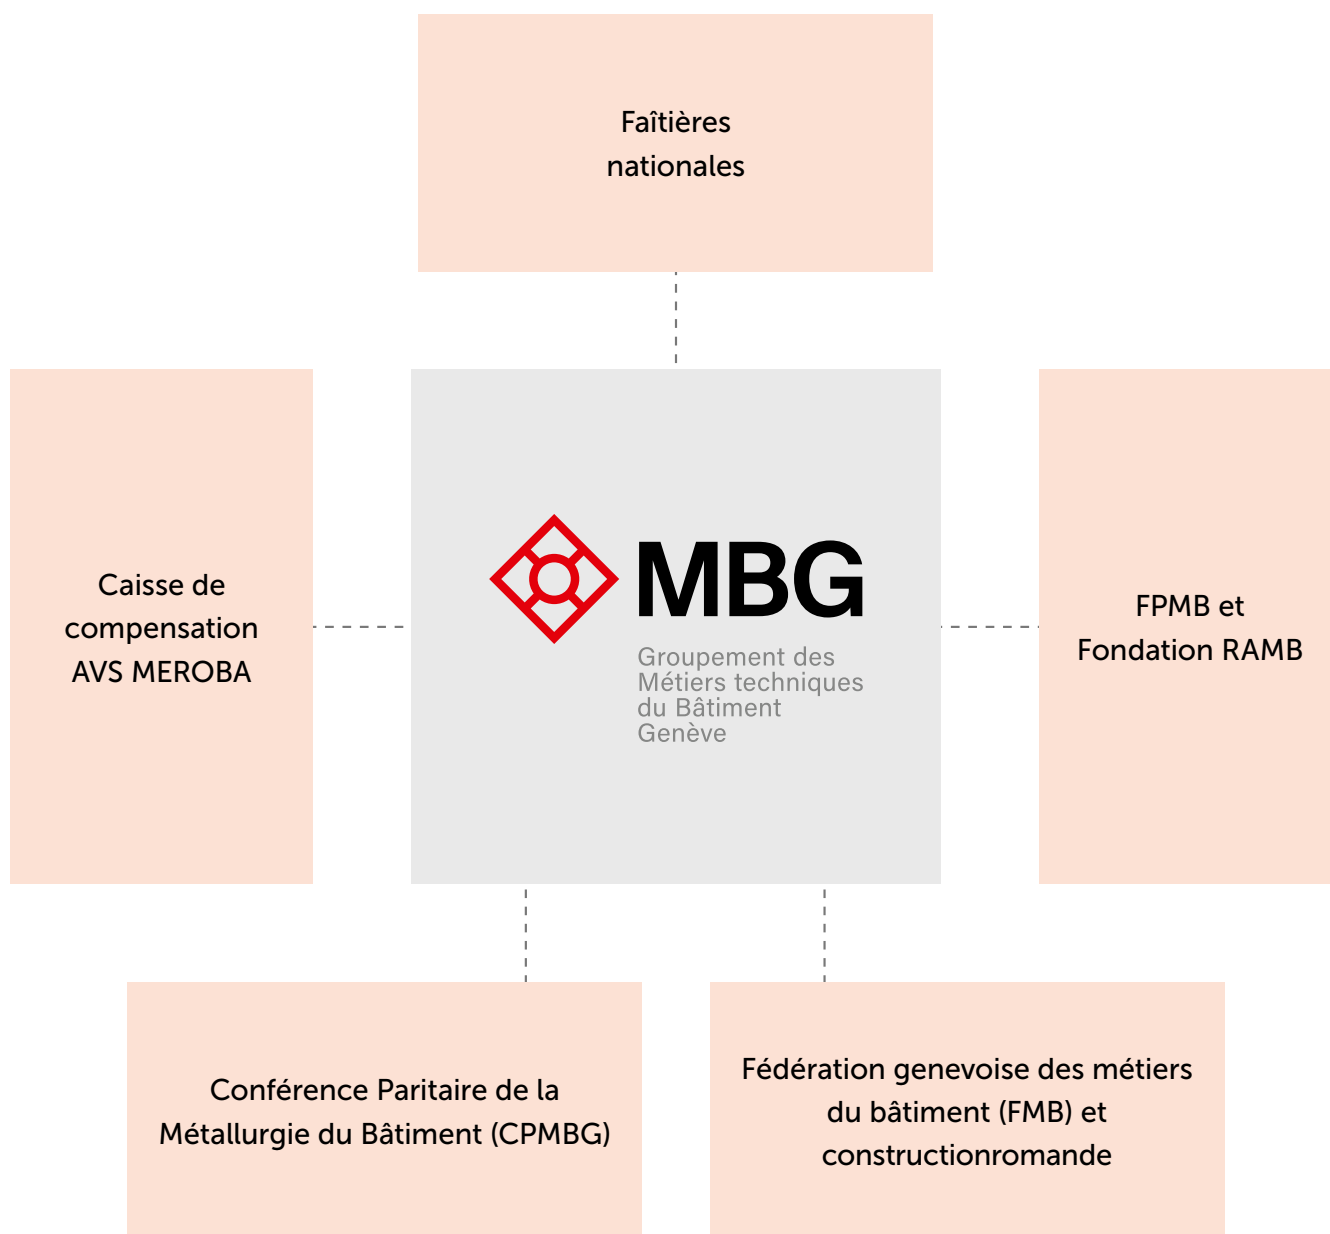 Faîtières
nationales
Caisse de
compensation
AVS MEROBA
MBG
Groupement des
Métiers techniques
du Bâtiment
Genève
FPMB et
Fondation RAMB
Conférence Paritaire de la
Métallurgie du Bâtiment (CPMBG)
Fédération genevoise des métiers
du bâtiment (FMB) et
constructionromande